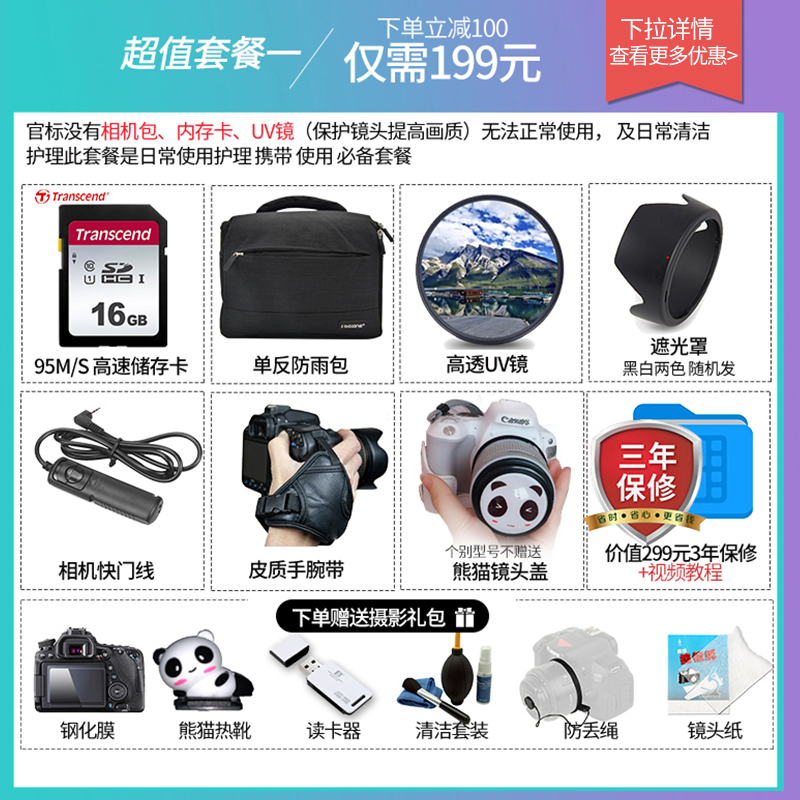 超值套餐一
下单立减100
仅需199元
下拉详情
查看更多优惠>
官标没有相机包、内存卡、UV镜（保护镜头提高画质）无法正常使用， 及日常清洁
护理此套餐是日常使用护理 携带 使用 必备套餐
Transcend®
Transcend
10
U1
SD
HC I
16GB
95M/S 高速储存卡
单反防雨包
高透UV镜
遮光罩
黑白两色 随机发
相机快门线
皮质手腕带
Canon
个别型号不赠送
熊猫镜头盖
三年
保修
省时·省心·更省钱
价值299元3年保修
+视频教程
下单赠送摄影礼包
钢化膜
熊猫热靴
读卡器
清洁套装
防丢绳
镜头纸